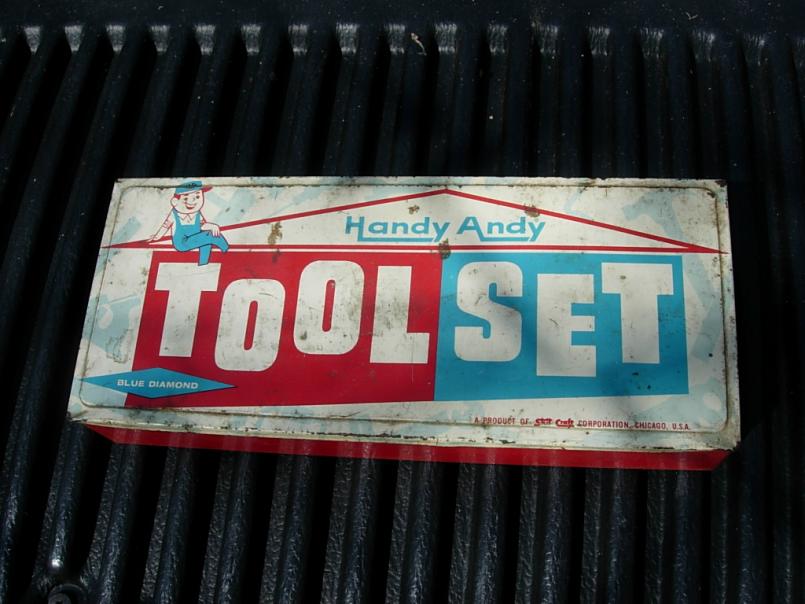 Handy Andy
TOOL SET
BLUE DIAMOND
A PRODUCT OF Skil Craft CORPORATION, CHICAGO, U.S.A.